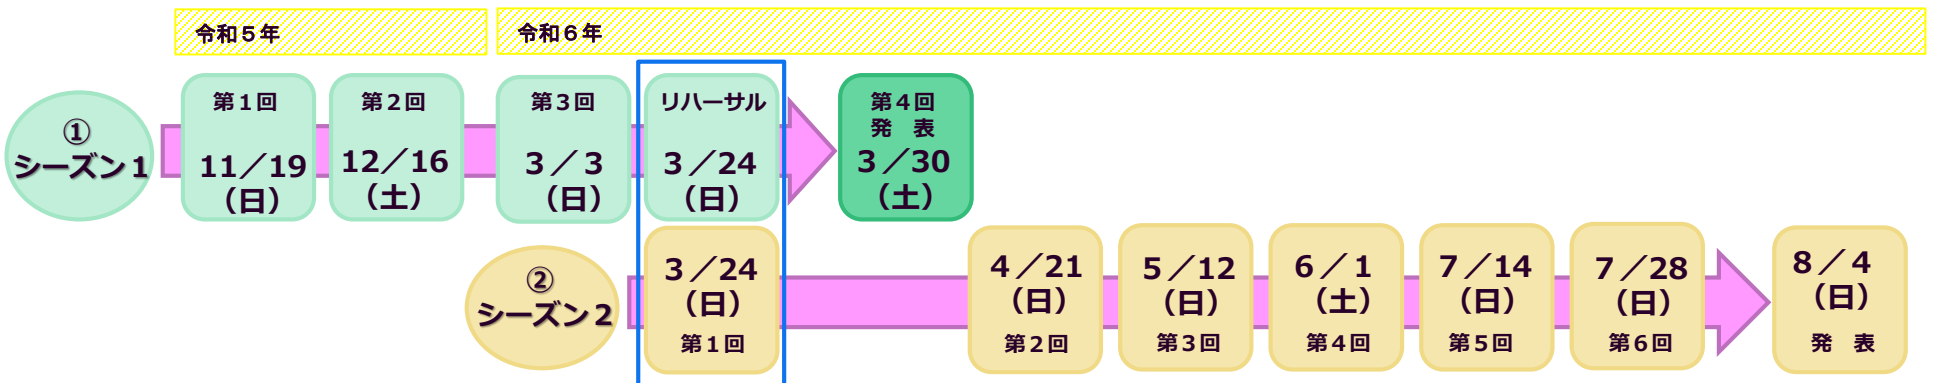 令和５年
令和６年
①
シーズン１
第１回
11／19
（日）
第２回
12／16
（土）
第３回
３／３
（日）
リハーサル
３／24
（日）
第４回
発　表
３／30
（土）
②
シーズン２
３／24
（日）
第１回
４／21
（日）
第２回
５／12
（日）
第３回
６／１
（土）
第４回
７／14
（日）
第５回
７／28
（日）
第６回
８／４
（日）
発　表